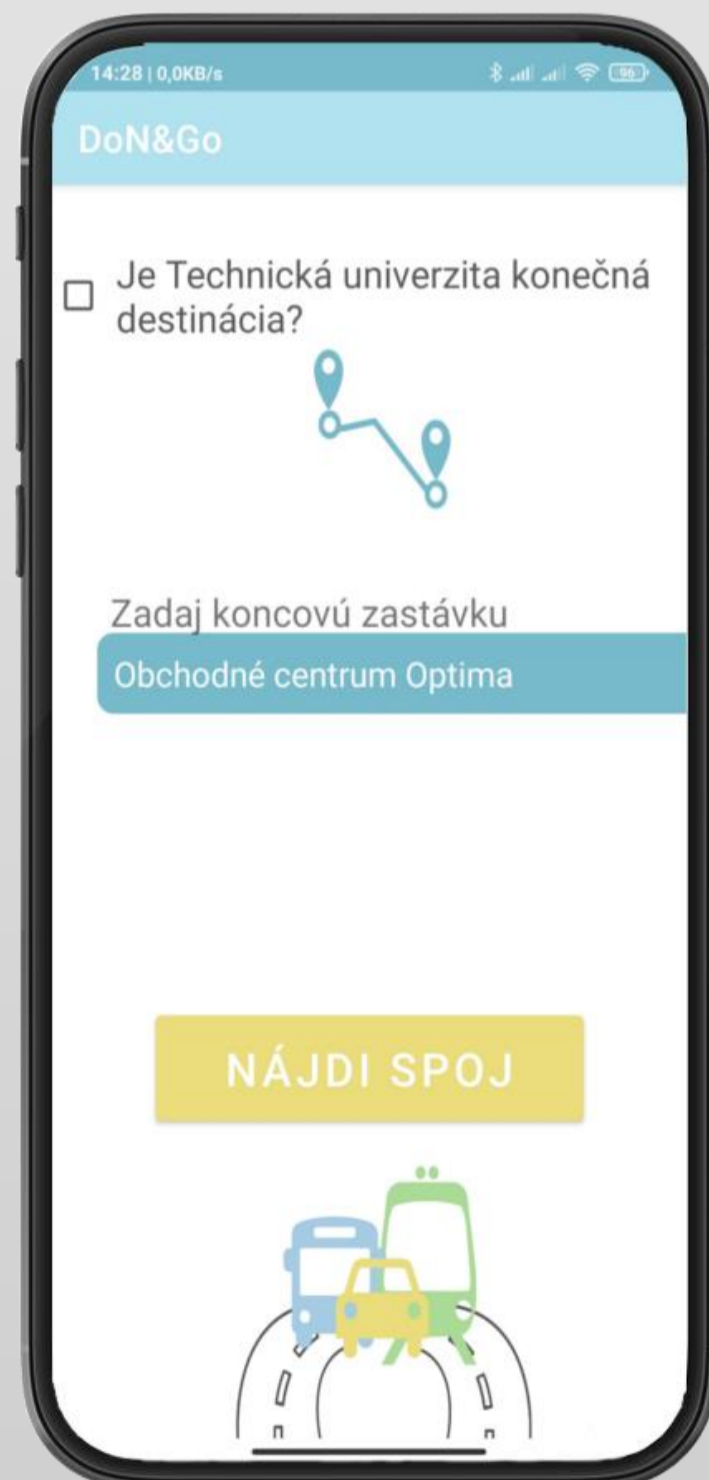 14:28 | 0,0KB/s
96
DoN&Go
Je Technická univerzita konečná
destinácia?
Zadaj koncovú zastávku
Obchodné centrum Optima
NÁJDI SPOJ